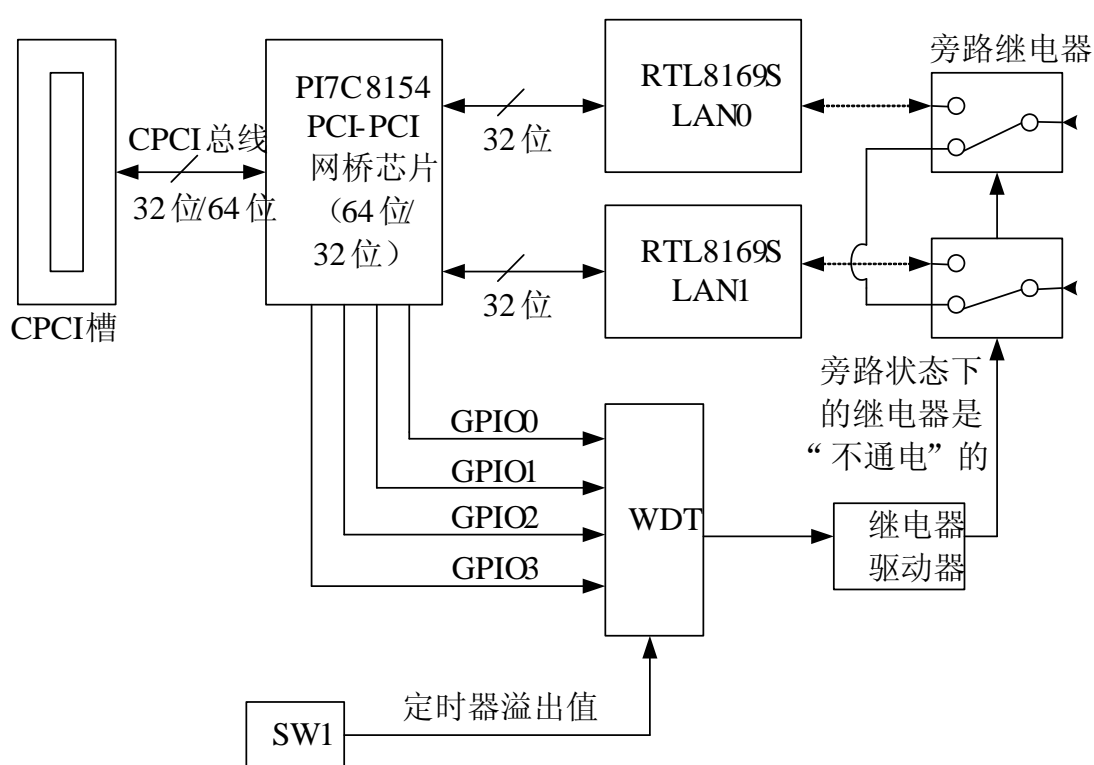 旁路继电器
PI7C8154
PCI-PCI
网桥芯片
（64位/
32位）
RTL8169S
LAN0
CPCI总线
32位/64位
32位
RTL8169S
LAN1
32位
CPCI槽
旁路状态下
的继电器是
“不通电”的
GPIO0
GPIO1
GPIO2
GPIO3
WDT
继电器
驱动器
定时器溢出值
SW1